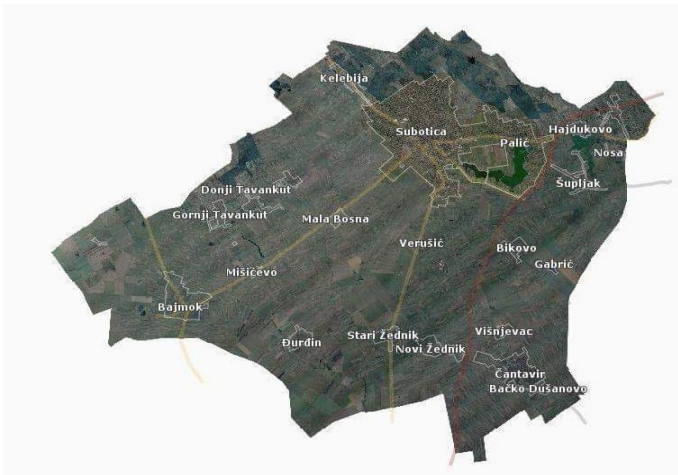 Kelebija
Subotica
Hajdukovo
Palić
Nosa
Šupljak
Donji Tavankut
Gornji Tavankut
Mala Bosna
Verušić
Bikovo
Gabrić
Mišićevo
Bajmok
Đurđin
Stari Žednik
Novi Žednik
Višnjevac
Čantavir
Bačko Dušanovo